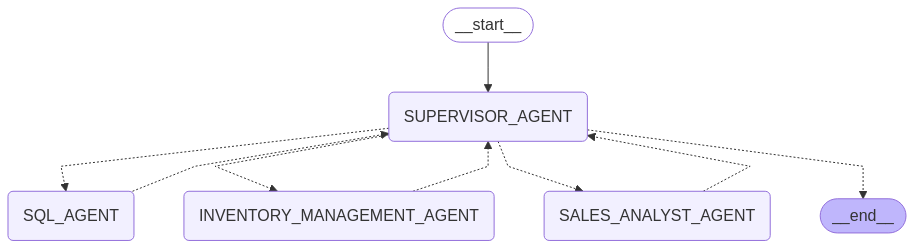 __start__
SUPERVISOR_AGENT
SQL_AGENT
INVENTORY_MANAGEMENT_AGENT
SALES_ANALYST_AGENT
__end__